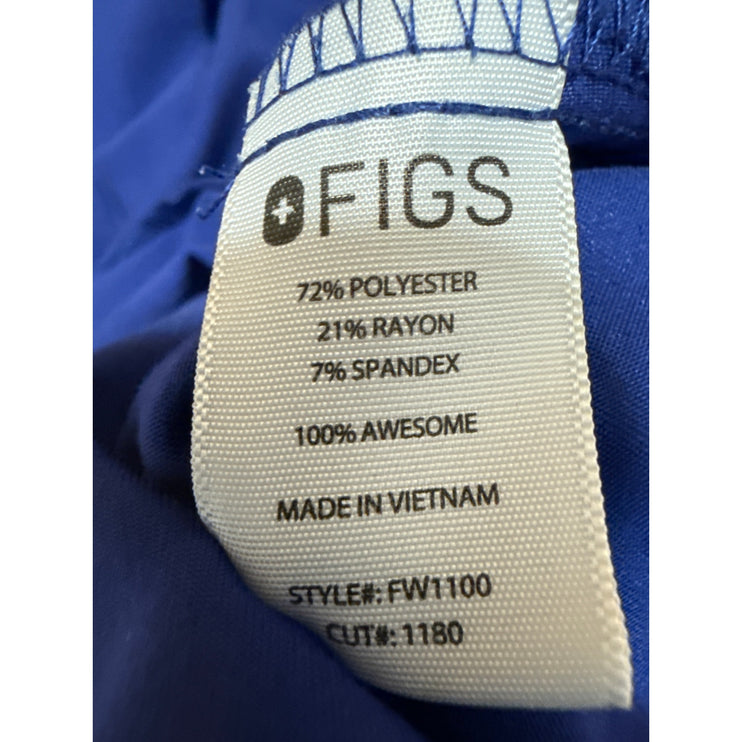 FIGS
72% POLYESTER
21% RAYON
7% SPANDEX
100% AWESOME
MADE IN VIETNAM
STYLE#: FW1100
CUT#: 1180